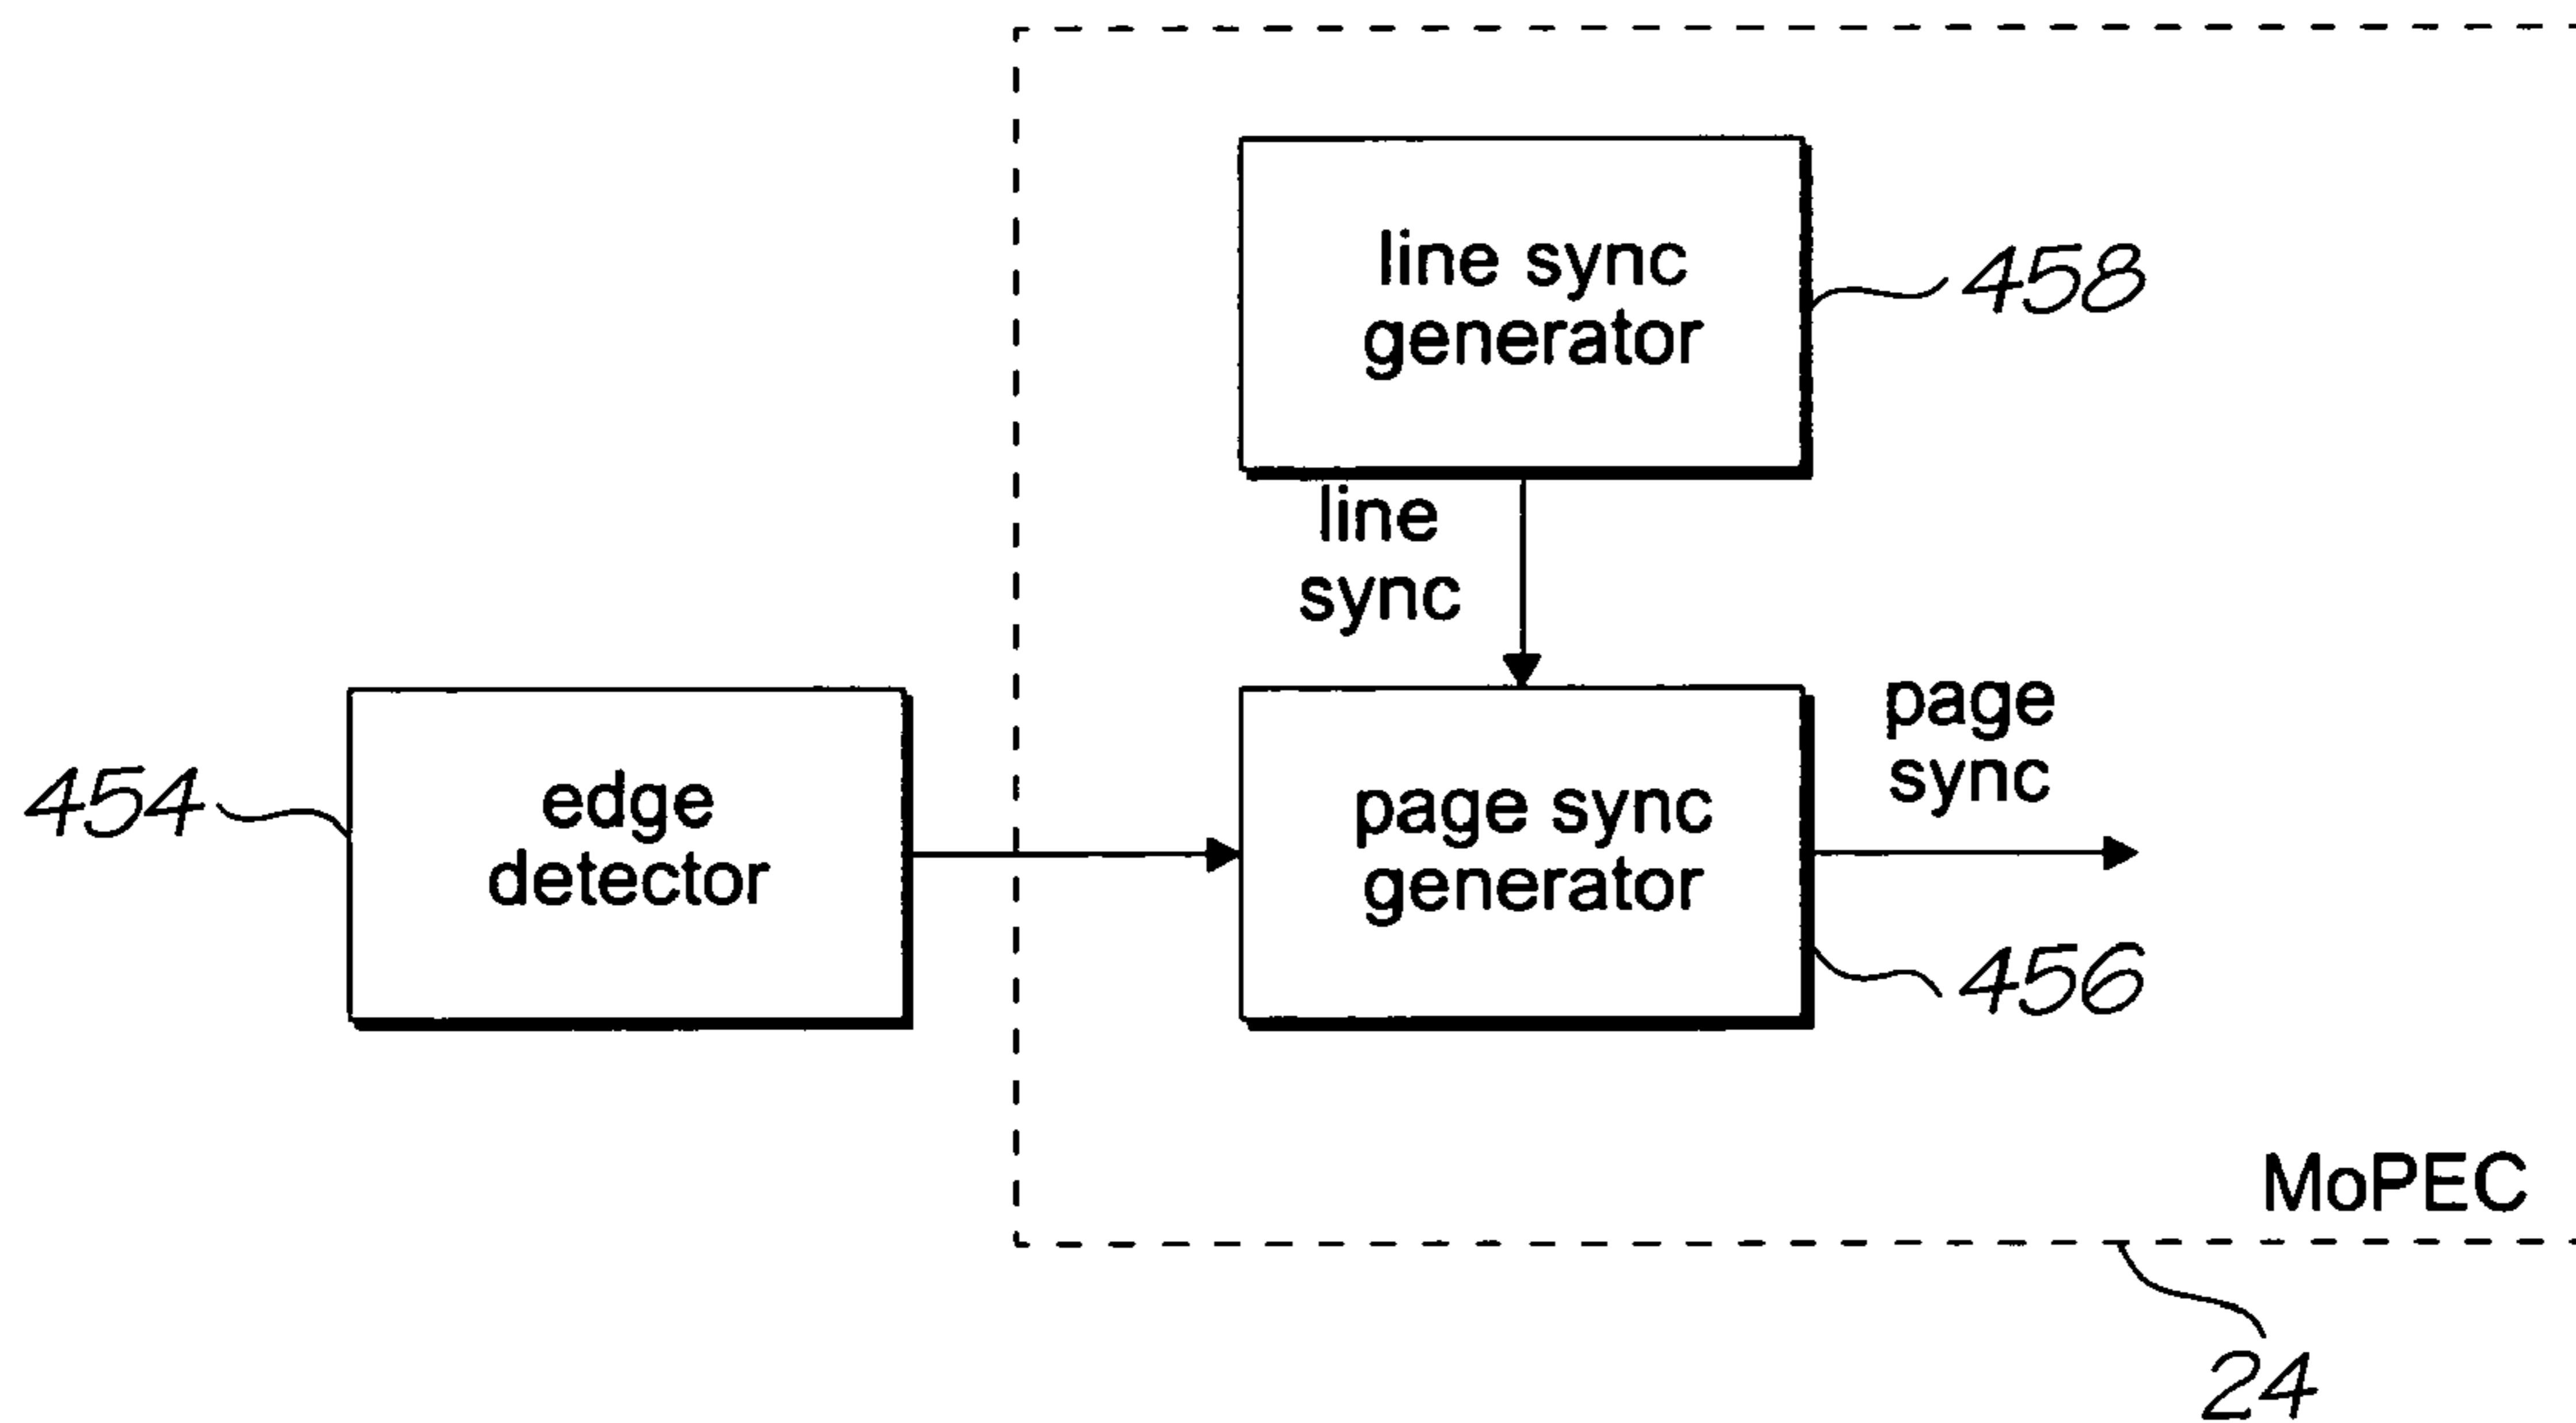 line sync
generator
458
line
sync
page
sync
454
edge
detector
page sync
generator
456
MoPEC
24